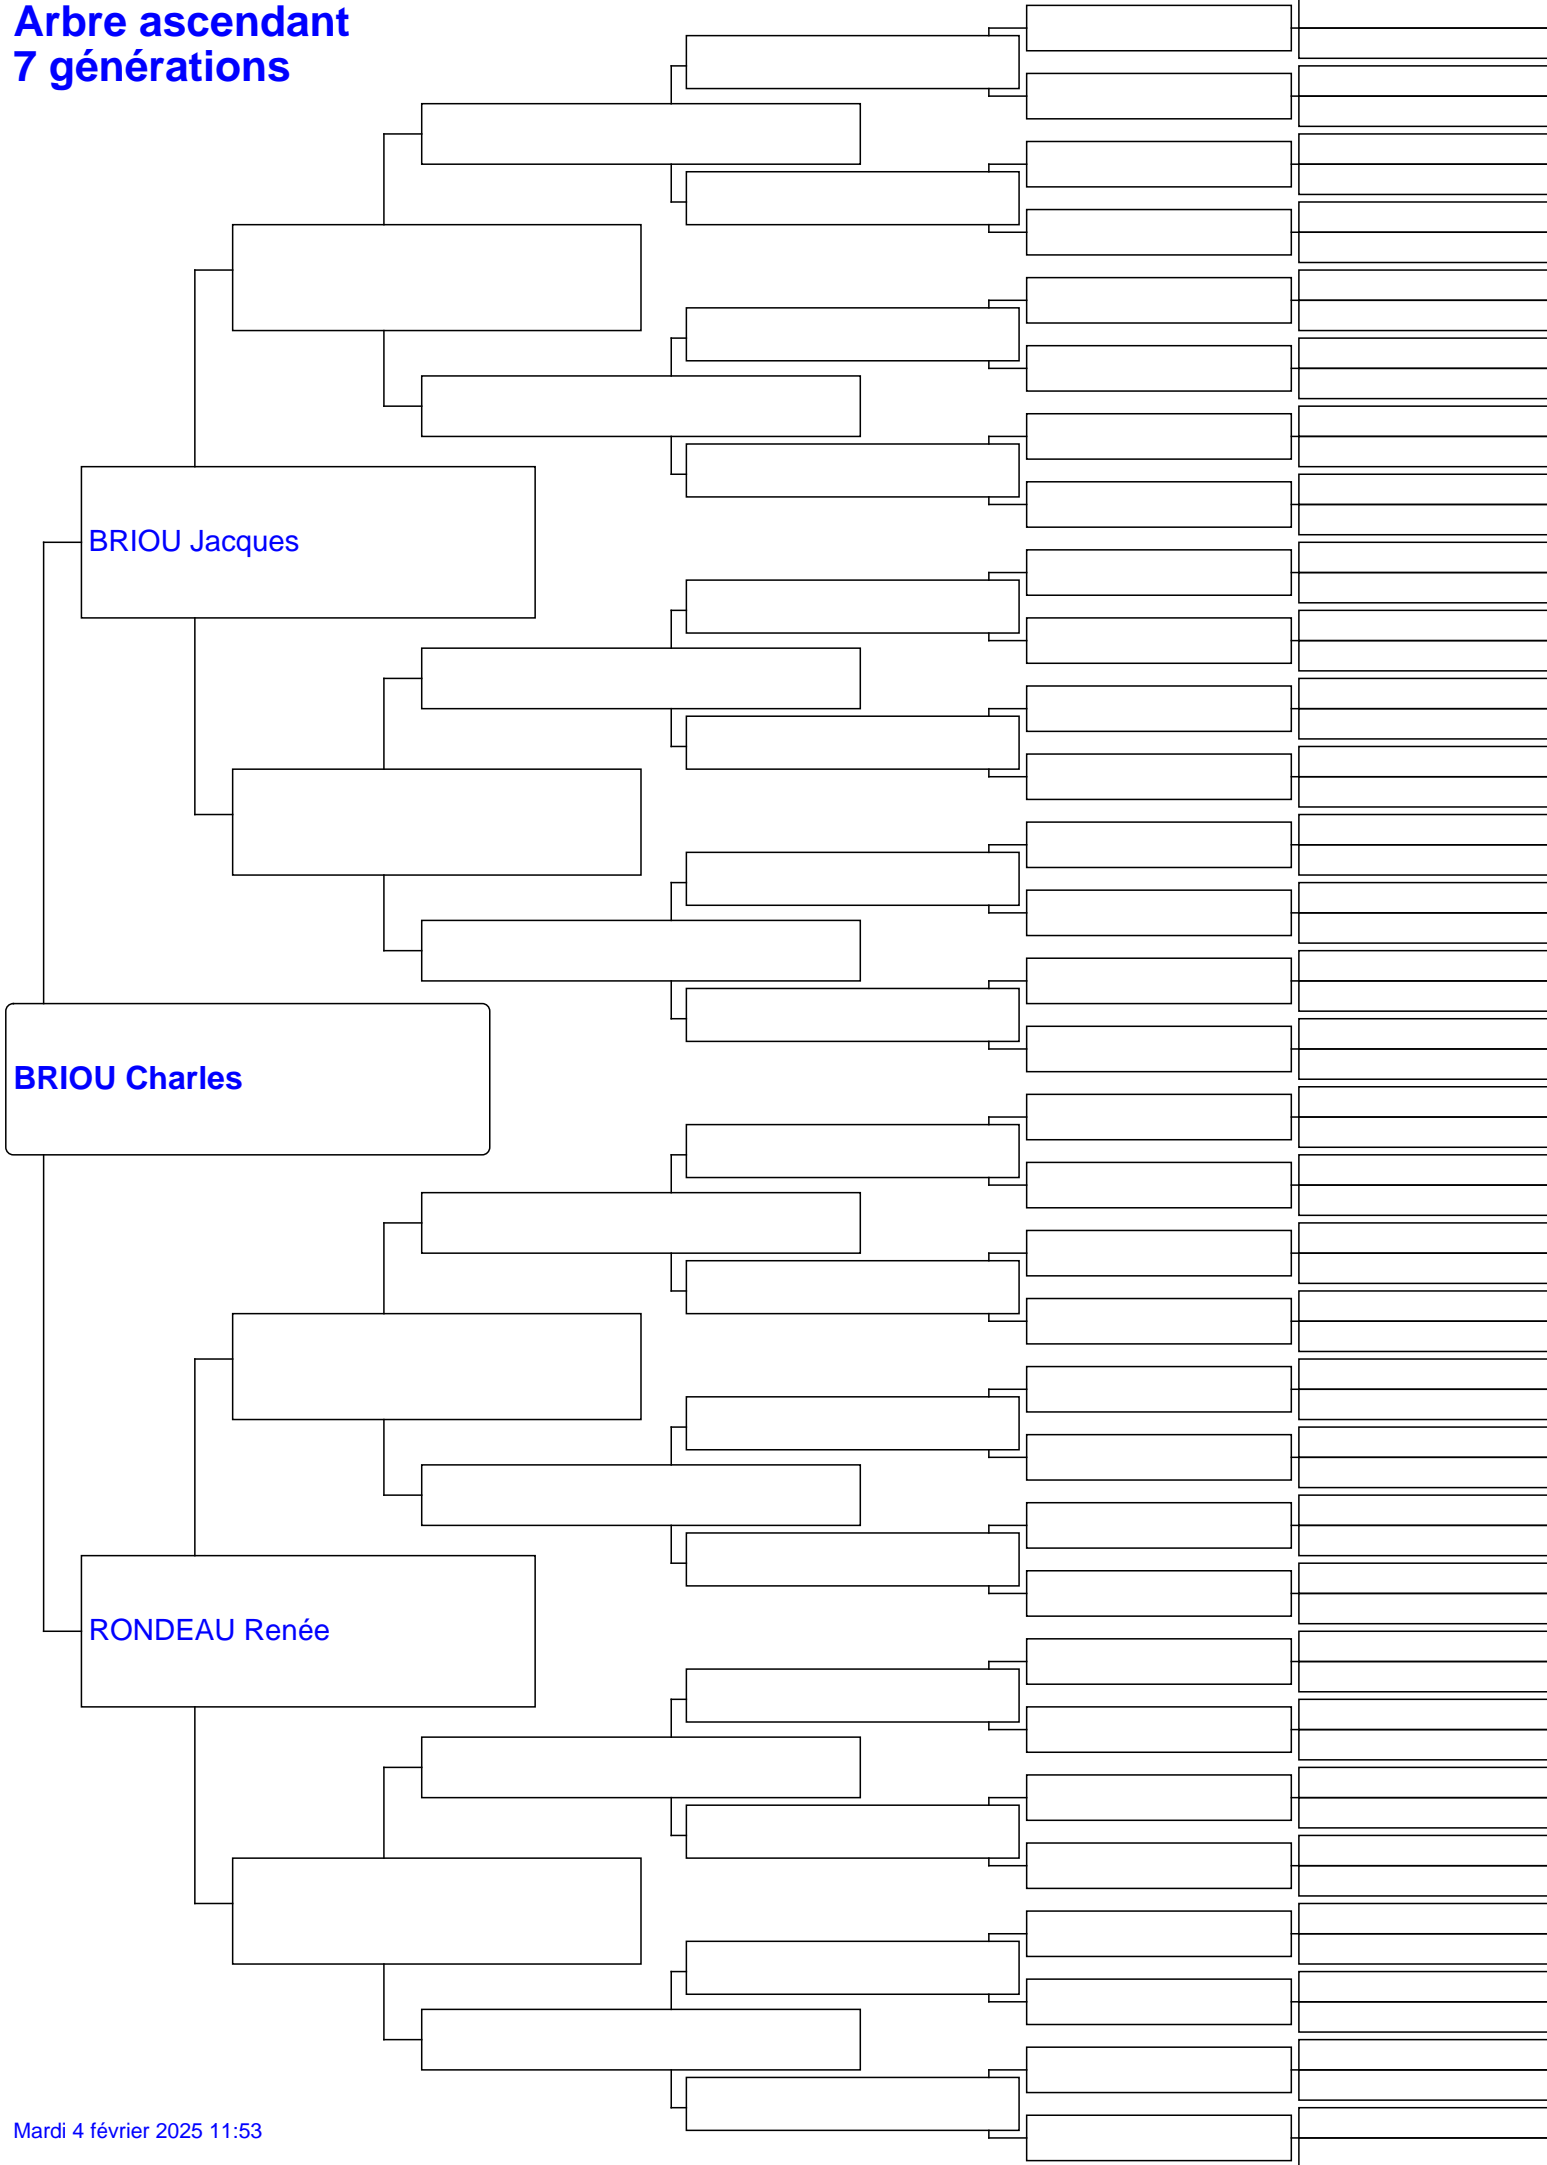 Arbre ascendant
7 générations
BRIOU Jacques
BRIOU Charles
RONDEAU Renée
Mardi 4 février 2025 11:53